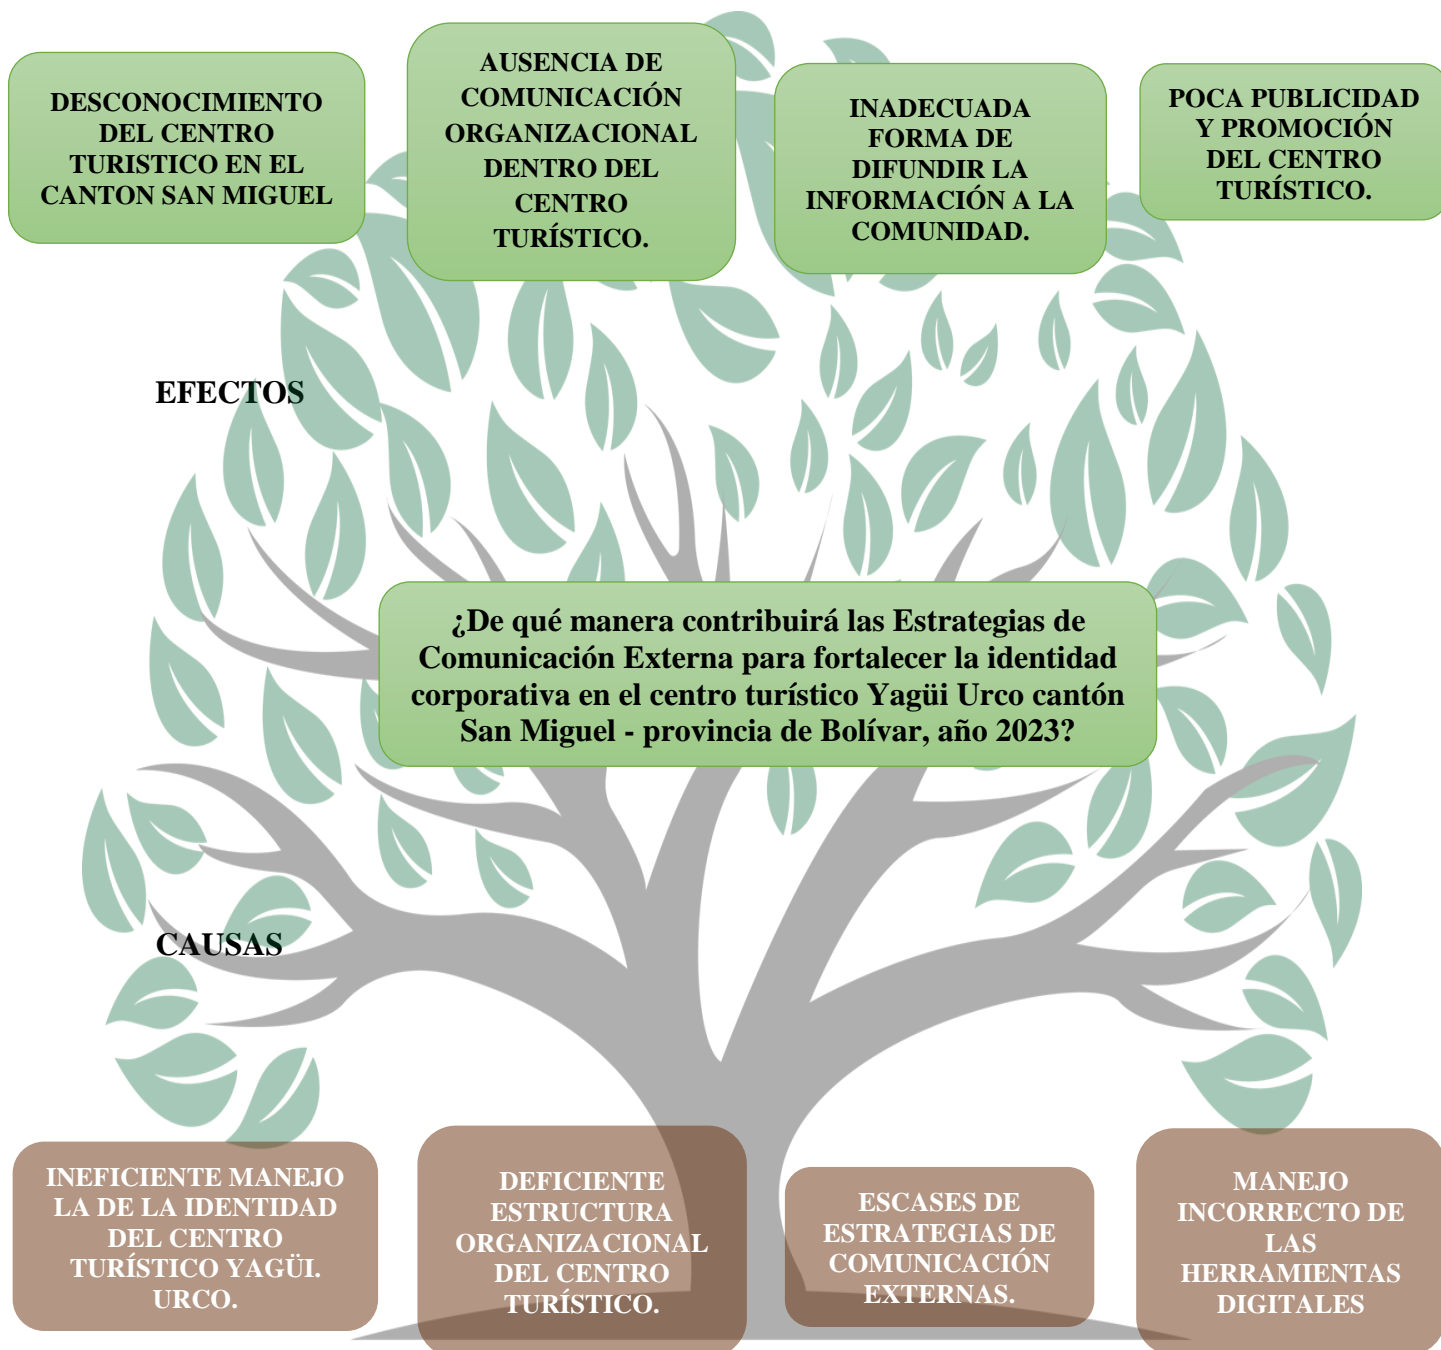 DESCONOCIMIENTO
DEL CENTRO
TURISTICO EN EL
CANTON SAN MIGUEL
AUSENCIA DE
COMUNICACIÓN
ORGANIZACIONAL
DENTRO DEL
CENTRO
TURÍSTICO.
INADECUADA
FORMA DE
DIFUNDIR LA
INFORMACIÓN A LA
COMUNIDAD.
POCA PUBLICIDAD
Y PROMOCIÓN
DEL CENTRO
TURÍSTICO.
EFECTOS
¿De qué manera contribuirá las Estrategias de
Comunicación Externa para fortalecer la identidad
corporativa en el centro turístico Yagüi Urco cantón
San Miguel - provincia de Bolívar, año 2023?
CAUSAS
INEFICIENTE MANEJO
LA DE LA IDENTIDAD
DEL CENTRO
TURÍSTICO YAGÜI.
URCO.
DEFICIENTE
ESTRUCTURA
ORGANIZACIONAL
DEL CENTRO
TURÍSTICO.
ESCASES DE
ESTRATEGIAS DE
COMUNICACIÓN
EXTERNAS.
MANEJO
INCORRECTO DE
LAS
HERRAMIENTAS
DIGITALES